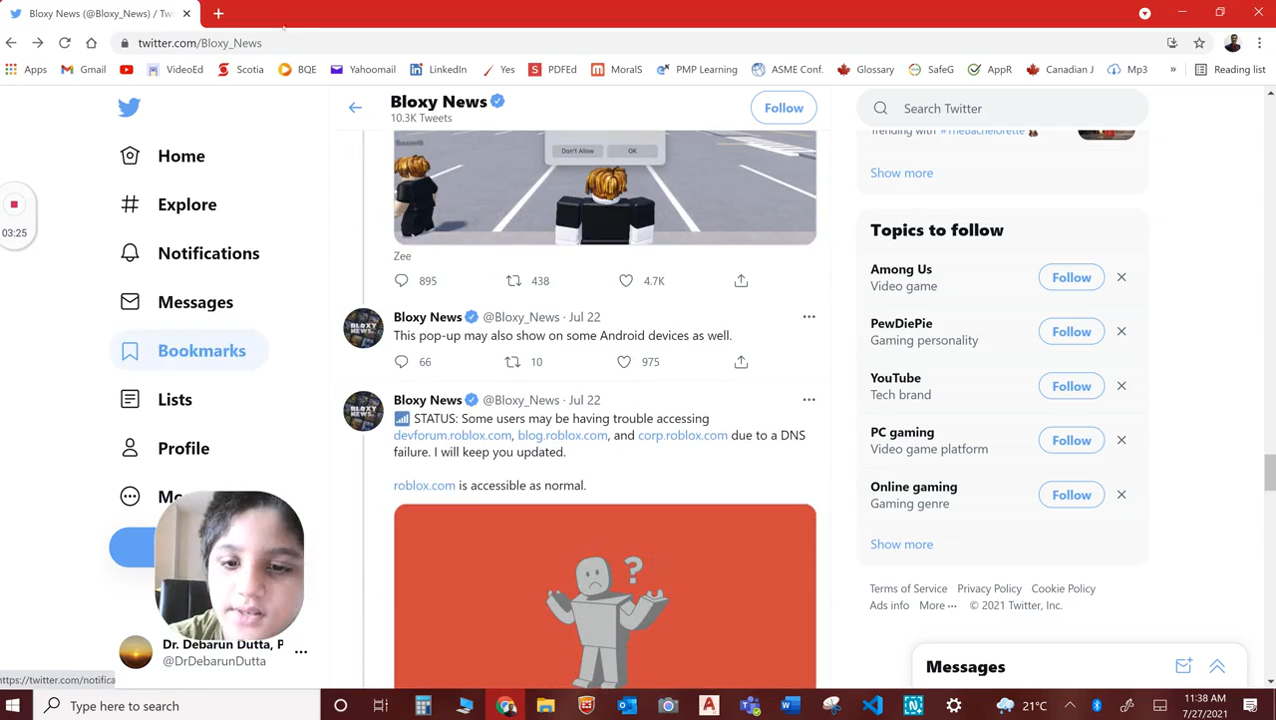 Bloxy News (@Bloxy_News) / Tw
twitter.com/Bloxy_News
Apps Gmail VideoEd Scotia BQE Yahoomail LinkedIn Yes PDFEd MoralS PMP Learning ASME Conf. Glossary SafeG AppR Canadian J Mp3 » Reading list
Bloxy News
10.3K Tweets
Follow
Search Twitter
Home
Explore
Notifications
Messages
Bookmarks
Lists
Profile
03:25
Don't Allow OK
Zee
895 438 4.7K
Bloxy News @Bloxy_News · Jul 22
This pop-up may also show on some Android devices as well.
66 10 975
Bloxy News @Bloxy_News · Jul 22
STATUS: Some users may be having trouble accessing
devforum.roblox.com, blog.roblox.com, and corp.roblox.com due to a DNS
failure. I will keep you updated.
roblox.com is accessible as normal.
?
Trending with #TheBachelorette
Show more
Topics to follow
Among Us
Video game
Follow
PewDiePie
Gaming personality
Follow
YouTube
Tech brand
Follow
PC gaming
Video game platform
Follow
Online gaming
Gaming genre
Follow
Show more
Terms of Service Privacy Policy Cookie Policy
Ads info More ··· © 2021 Twitter, Inc.
Messages
Dr. Debarun Dutta, P
@DrDebarunDutta
https://twitter.com/notifica
Type here to search
21°C
11:38 AM
7/27/2021